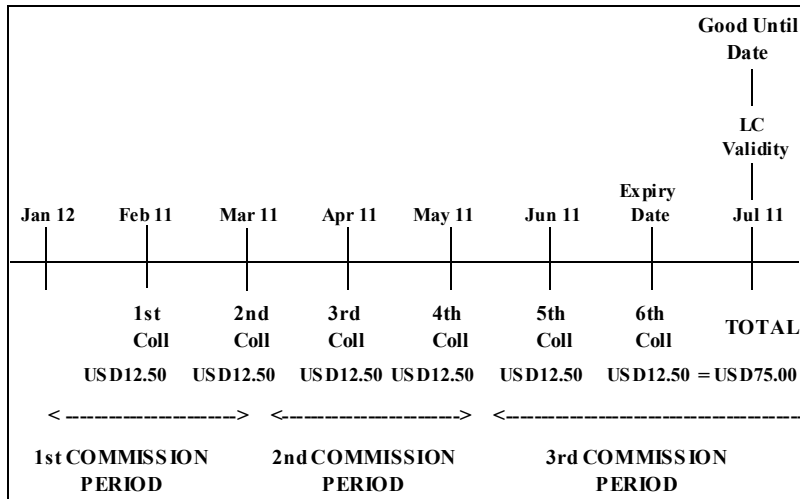 Good Until
Date
LC
Validity
Expiry
Date
Jan 12 Feb 11 Mar 11 Apr 11 May 11 Jun 11 Jul 11
1st 2nd 3rd 4th 5th 6th TOTAL
Coll Coll Coll Coll Coll Coll
USD12.50 USD12.50 USD12.50 USD12.50 USD12.50 USD12.50 = USD75.00
1st COMMISSION 2nd COMMISSION 3rd COMMISSION
PERIOD PERIOD PERIOD